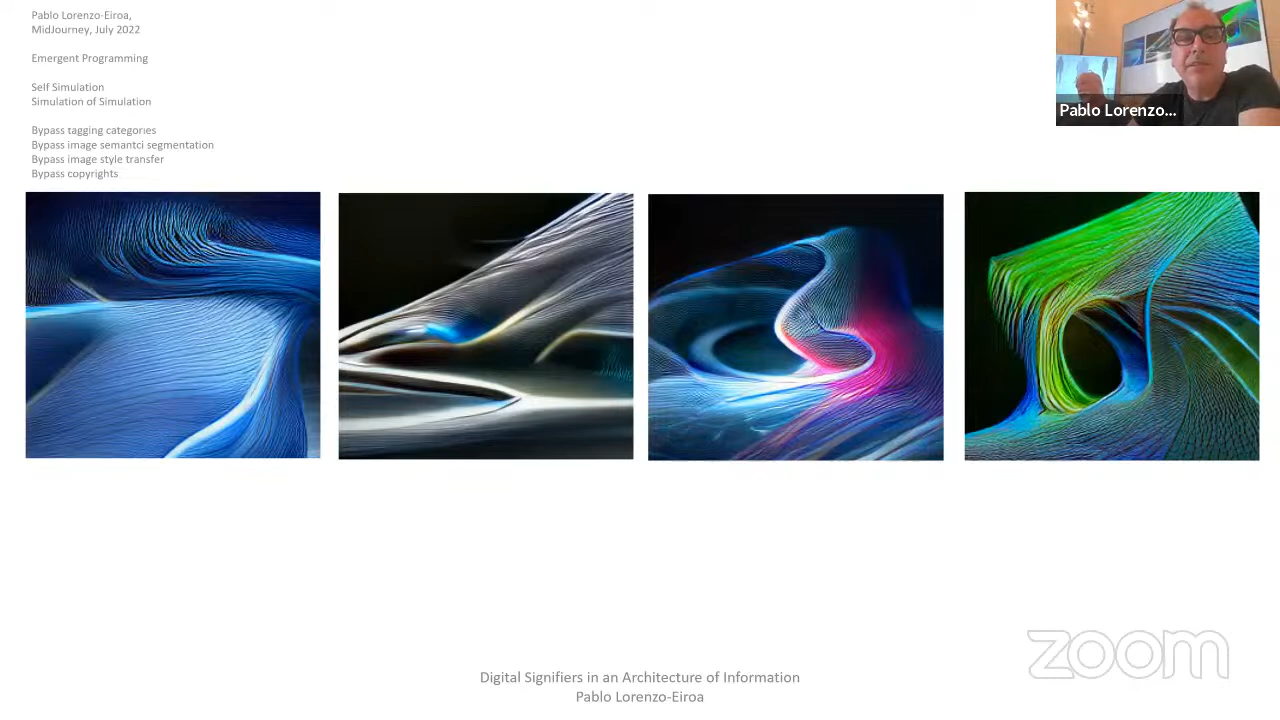 Pablo Lorenzo-Eiroa,
MidJourney, July 2022
Emergent Programming
Self Simulation
Simulation of Simulation
Bypass tagging categories
Bypass image semantci segmentation
Bypass image style transfer
Bypass copyrights
Pablo Lorenzo...
zoom
Digital Signifiers in an Architecture of Information
Pablo Lorenzo-Eiroa